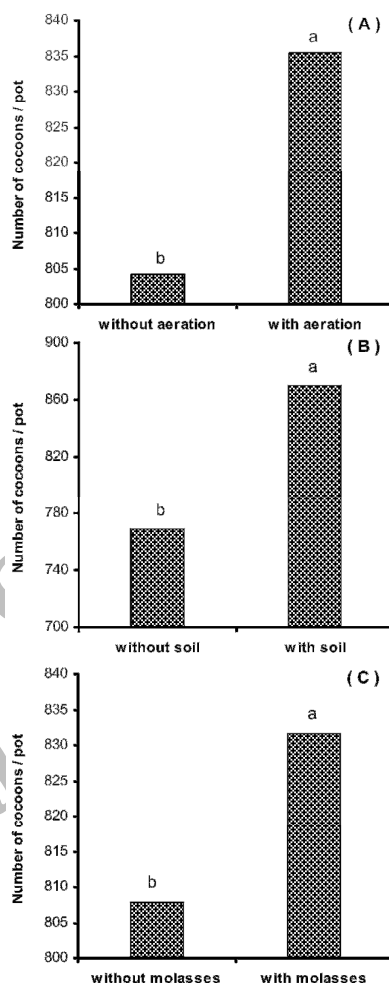 ( A )
840
a
835
830
825
820
815
810
b
805
800
Number of cocoons / pot
without aeration with aeration
( B )
900
a
860
820
b
780
740
700
Number of cocoons / pot
without soil with soil
( C )
840
a
835
830
825
820
815
b
810
805
800
Number of cocoons / pot
without molasses with molasses